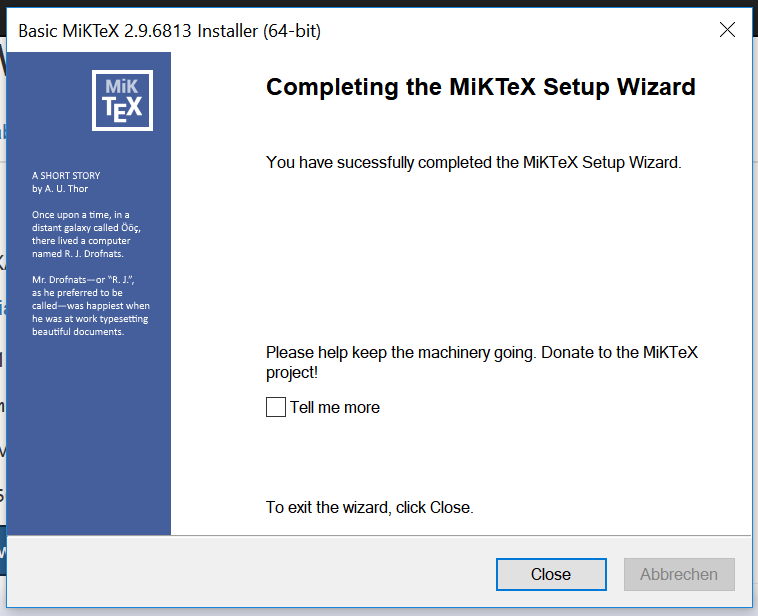 Basic MiKTeX 2.9.6813 Installer (64-bit)
MiK
TEX
A SHORT STORY
by A. U. Thor
Once upon a time, in a
distant galaxy called Ööç,
there lived a computer
named R. J. Drofnats.
Mr. Drofnats—or “R. J.”,
as he preferred to be
called—was happiest when
he was at work typesetting
beautiful documents.
Completing the MiKTeX Setup Wizard
You have sucessfully completed the MiKTeX Setup Wizard.
Please help keep the machinery going. Donate to the MiKTeX
project!
Tell me more
To exit the wizard, click Close.
Close
Abbrechen